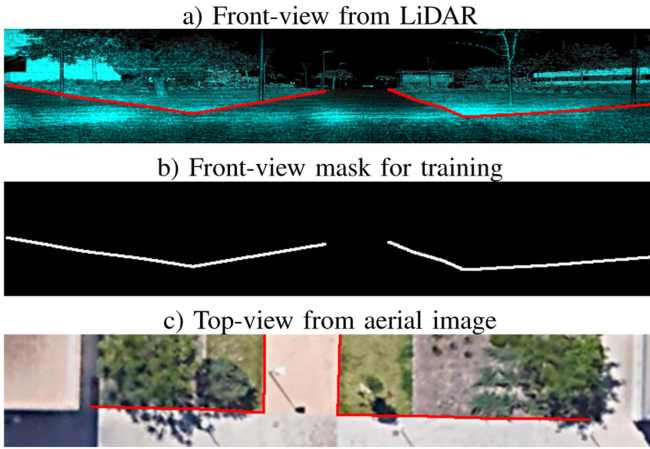 a) Front-view from LiDAR
b) Front-view mask for training
c) Top-view from aerial image